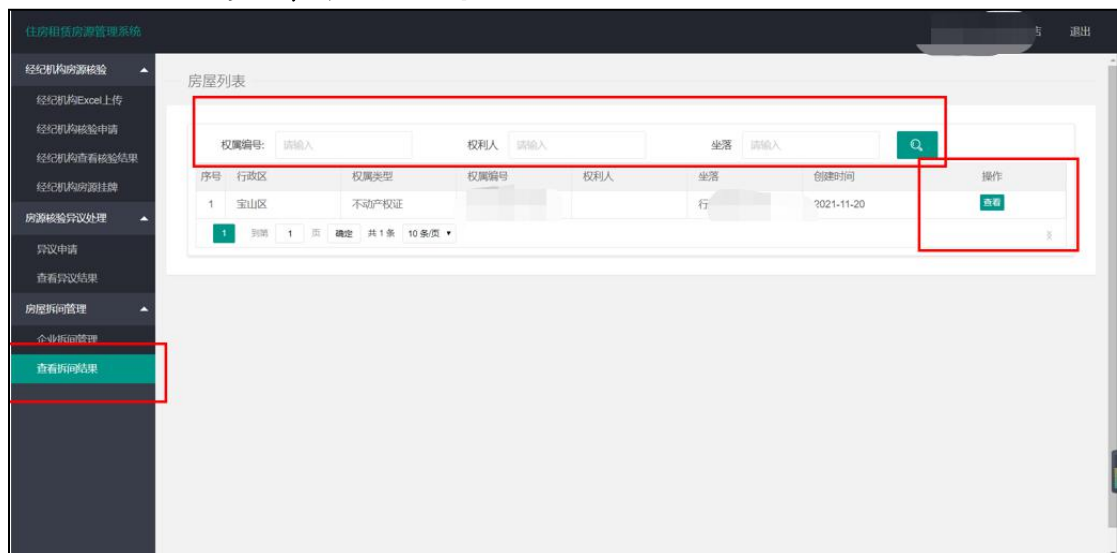 住房租赁房源管理系统
店 退出
经纪机构房源核验
经纪机构Excel上传
经纪机构核验申请
经纪机构查看核验结果
经纪机构房源挂牌
房源核验异议处理
异议申请
查看异议结果
房屋拆间管理
企业拆间管理
查看拆间结果
房屋列表
权属编号: 请输入 权利人 请输入 坐落 请输入
序号 行政区 权属类型 权属编号 权利人 坐落 创建时间 操作
1 宝山区 不动产权证 行 2021-11-20 查看
1 到第 1 页 确定 共 1 条 10 条/页